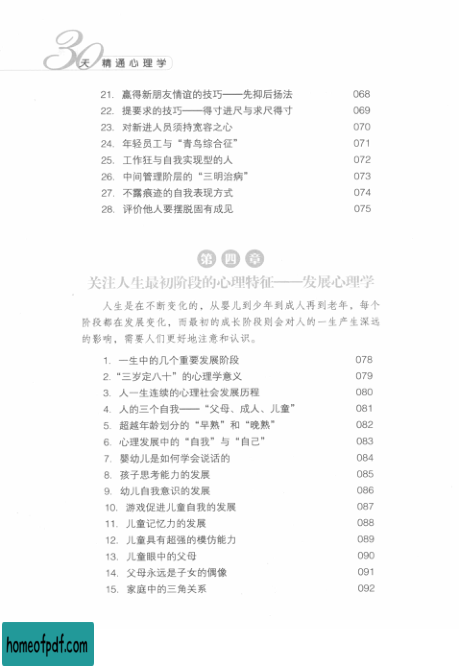 30天 精通心理学
21. 赢得新朋友情谊的技巧——先抑后扬法 068
22. 提要求的技巧——得寸进尺与求尺得寸 069
23. 对新进人员须持宽容之心 070
24. 年轻员工与“青鸟综合征” 071
25. 工作狂与自我实现型的人 072
26. 中间管理阶层的“三明治病” 073
27. 不露痕迹的自我表现方式 074
28. 评价他人要摆脱固有成见 075
第四章
关注人生最初阶段的心理特征——发展心理学
人生是在不断变化的，从婴儿到少年到成人再到老年，每个
阶段都在发展变化，而最初的成长阶段则会对人的一生产生深远
的影响，需要人们更好地注意和认识。
1. 一生中的几个重要发展阶段 078
2. “三岁定八十”的心理学意义 079
3. 人一生连续的心理社会发展历程 080
4. 人的三个自我——“父母、成人、儿童” 081
5. 超越年龄划分的“早熟”和“晚熟” 082
6. 心理发展中的“自我”与“自己” 083
7. 婴幼儿是如何学会说话的 084
8. 孩子思考能力的发展 085
9. 幼儿自我意识的发展 086
10. 游戏促进儿童自我的发展 087
11. 儿童记忆力的发展 088
12. 儿童具有超强的模仿能力 089
13. 儿童眼中的父母 090
14. 父母永远是子女的偶像 091
15. 家庭中的三角关系 092
homeofpdf.com